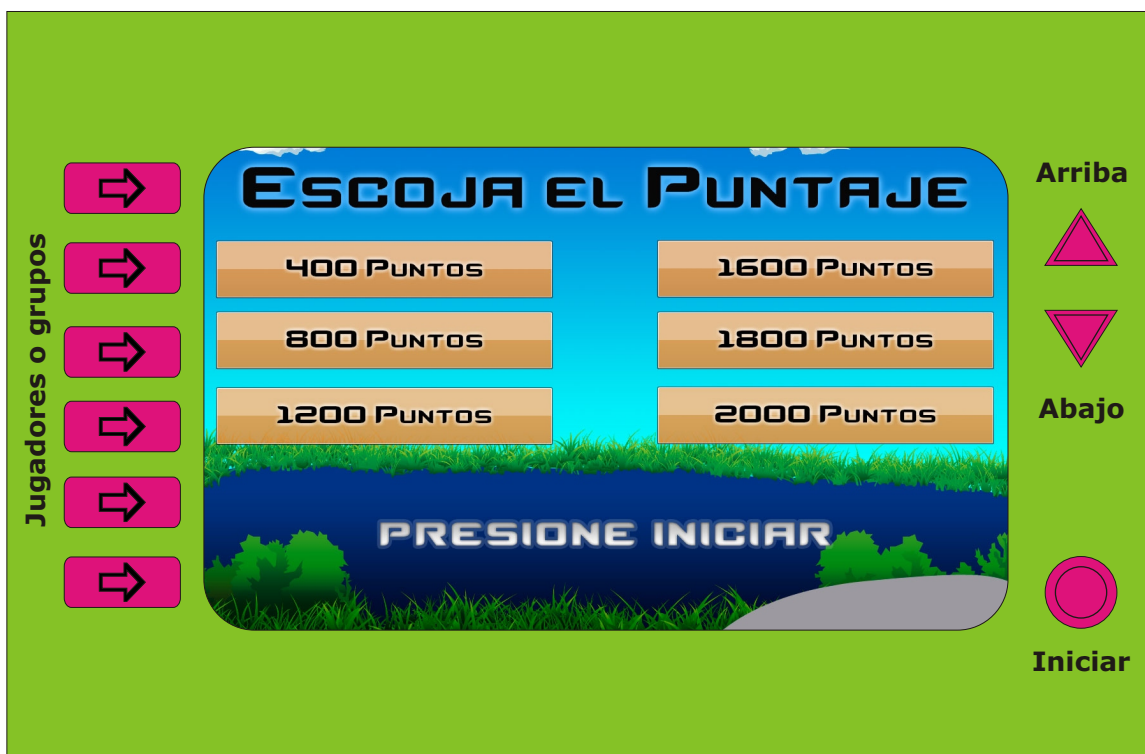 Escoja el Puntaje
400 Puntos
1600 Puntos
800 Puntos
1800 Puntos
1200 Puntos
2000 Puntos
PRESIONE INICIAR
Jugadores o grupos
Arriba
Abajo
Iniciar